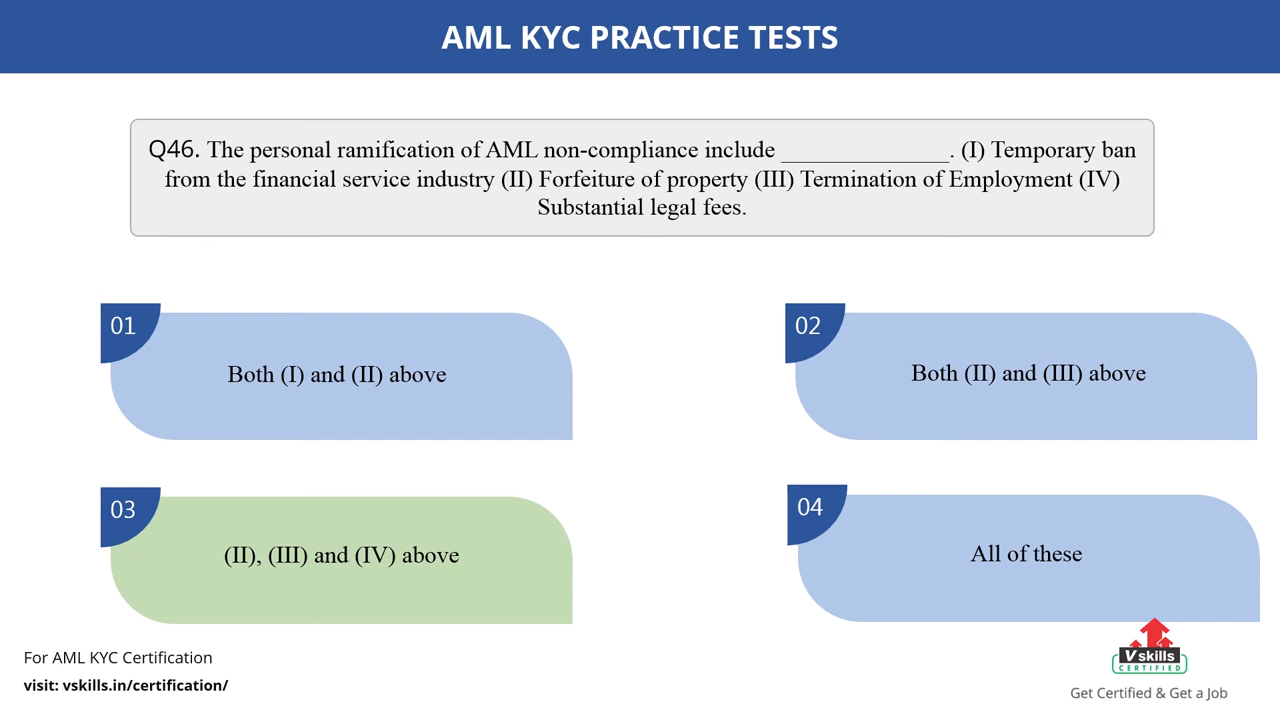 AML KYC PRACTICE TESTS
Q46. The personal ramification of AML non-compliance include ______________. (I) Temporary ban
from the financial service industry (II) Forfeiture of property (III) Termination of Employment (IV)
Substantial legal fees.
01
Both (I) and (II) above
02
Both (II) and (III) above
03
(II), (III) and (IV) above
04
All of these
For AML KYC Certification
visit: vskills.in/certification/
Vskills
CERTIFIED
Get Certified & Get a Job